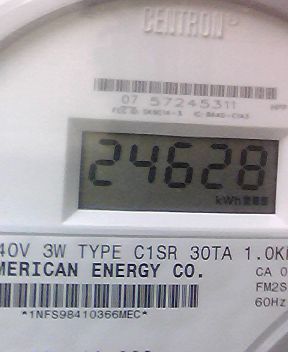 CENTRON®
07 57245311
24628
kWh
40V 3W TYPE C1SR 30TA 1.0K
MERICAN ENERGY CO.
CA 0
FM2S
60Hz
*1NFS98410366MEC*